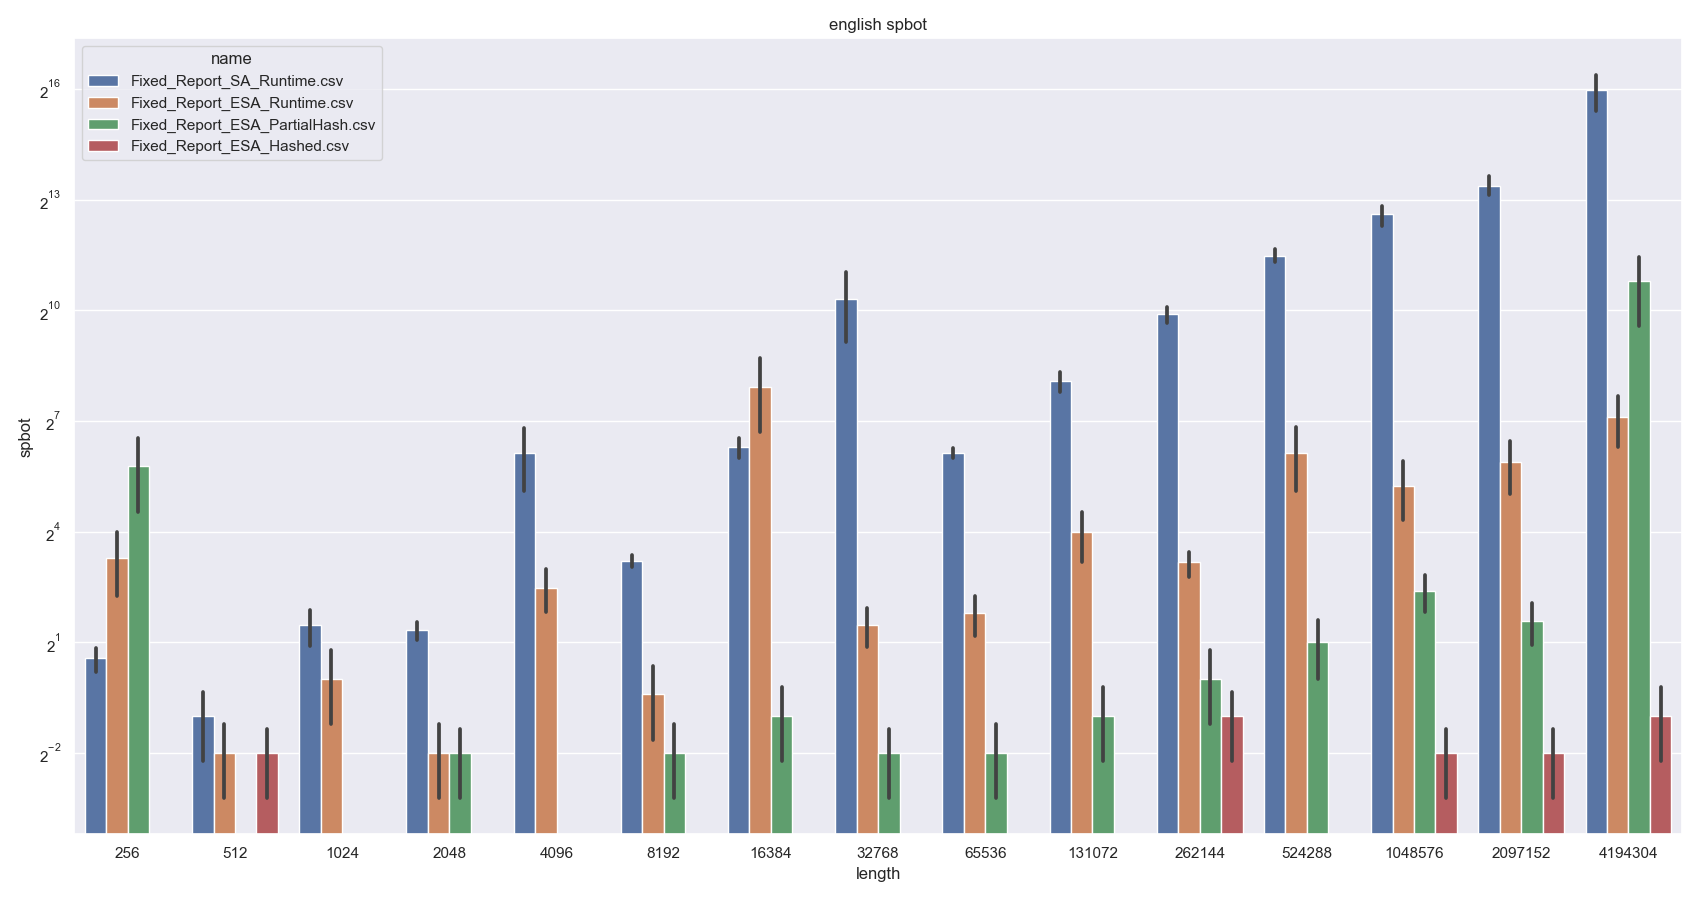 english spbot
name
Fixed_Report_SA_Runtime.csv
Fixed_Report_ESA_Runtime.csv
Fixed_Report_ESA_PartialHash.csv
Fixed_Report_ESA_Hashed.csv
2^16
2^13
2^10
2^7
2^4
2^1
2^−2
spbot
256 512 1024 2048 4096 8192 16384 32768 65536 131072 262144 524288 1048576 2097152 4194304
length